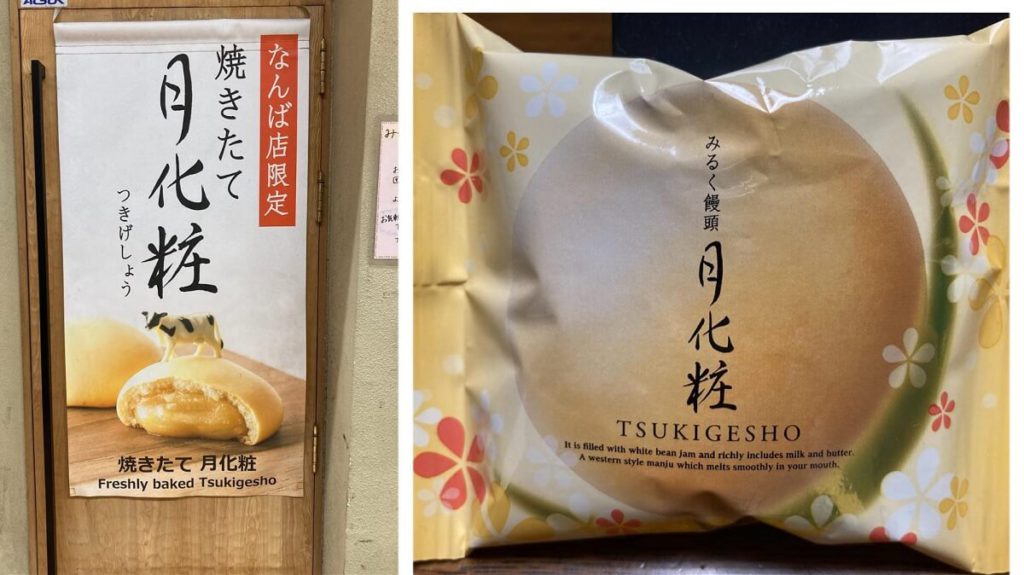 なんば店限定
焼きたて
月化粧
つきげしょう
焼きたて 月化粧
Freshly baked Tsukigesho
みるく饅頭
月化粧
TSUKIGESHO
It is filled with white bean jam and richly includes milk and butter.
A western style manju which melts smoothly in your mouth.